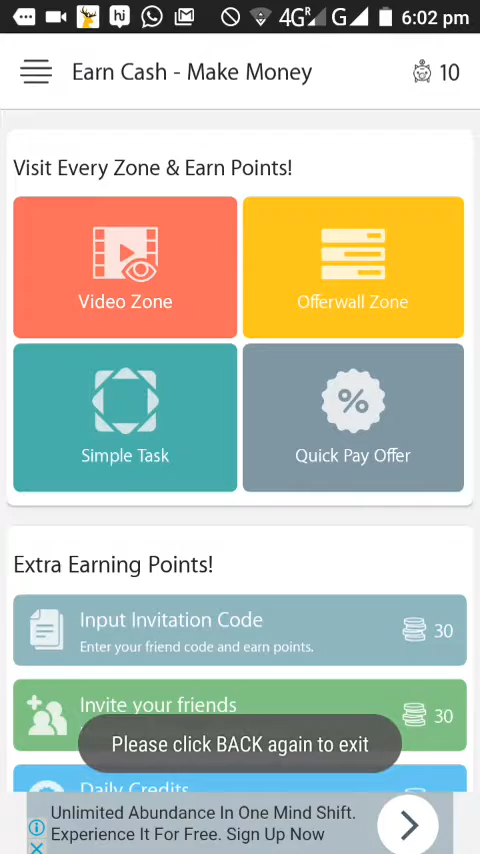 hi 4G R G 6:02 pm
Earn Cash - Make Money 10
Visit Every Zone & Earn Points!
Video Zone
Offerwall Zone
Simple Task
Quick Pay Offer
Extra Earning Points!
Input Invitation Code
Enter your friend code and earn points.
30
Invite your friends
30
Please click BACK again to exit
Daily Credits
Unlimited Abundance In One Mind Shift.
Experience It For Free. Sign Up Now